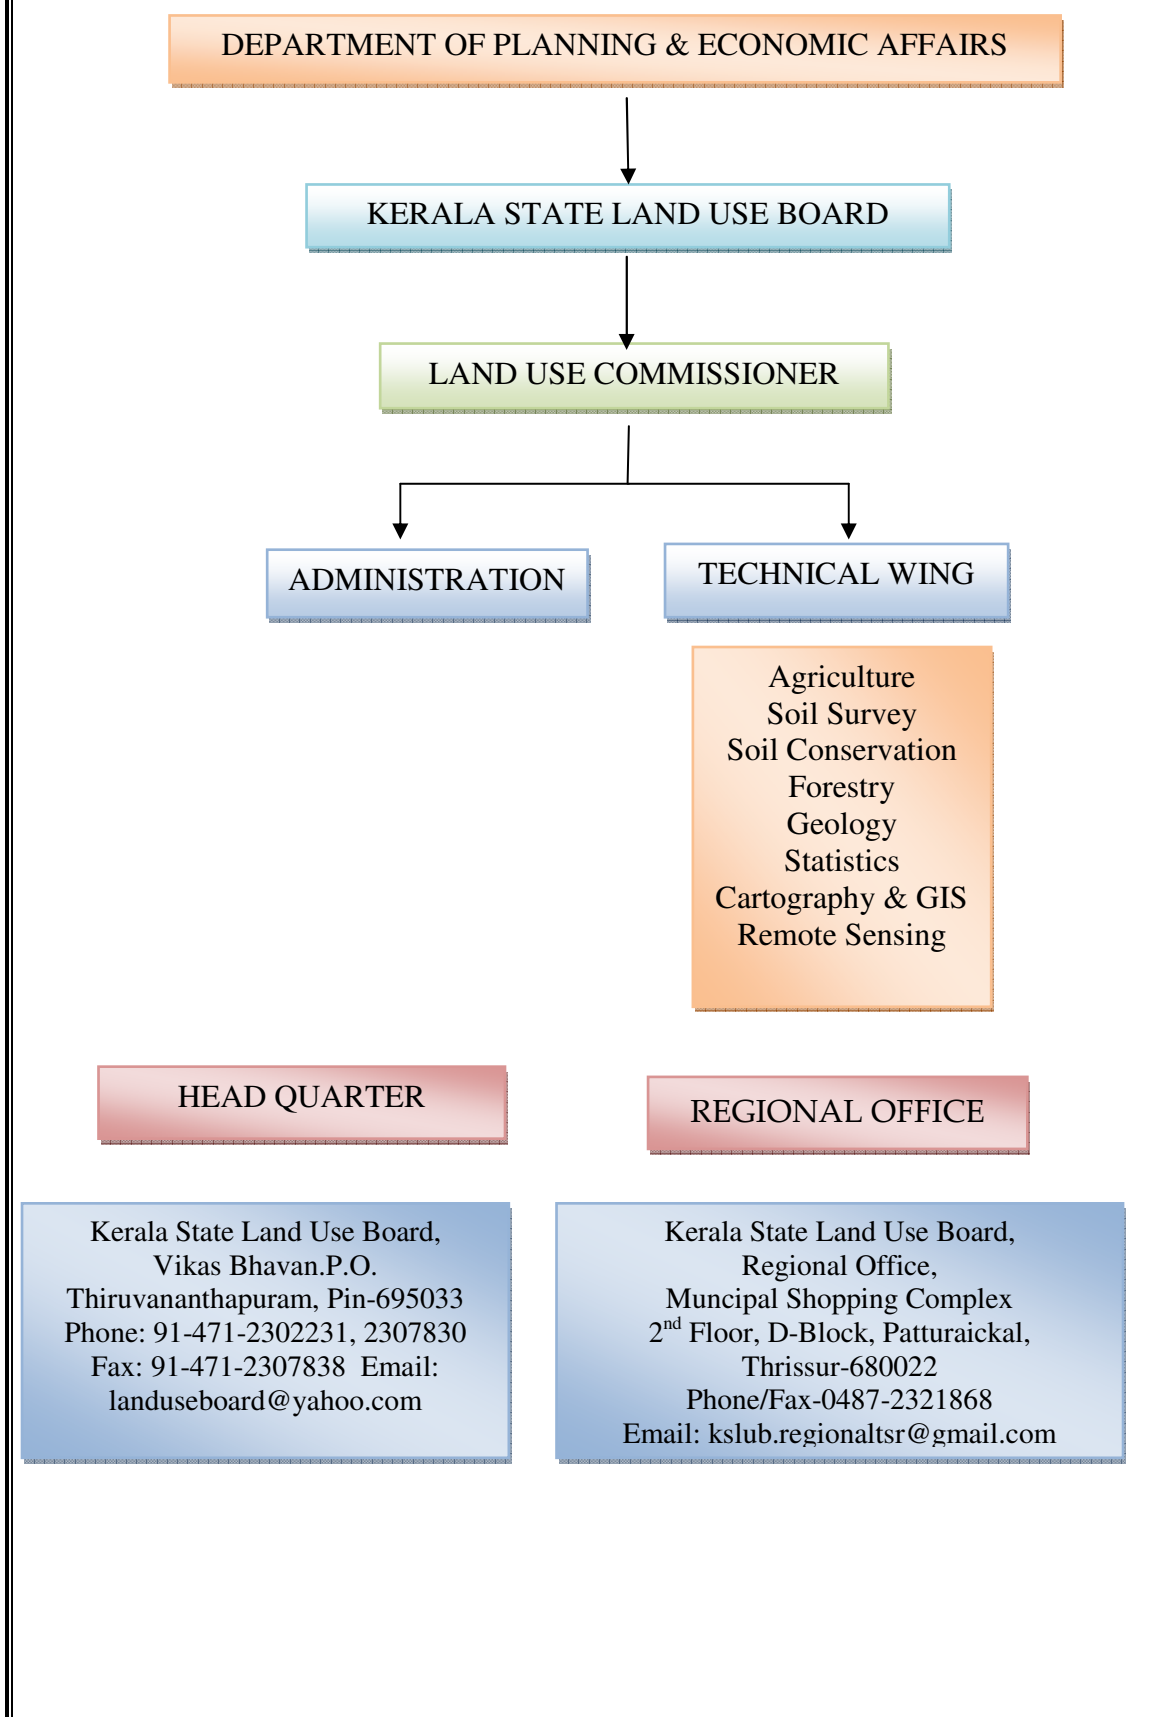 DEPARTMENT OF PLANNING & ECONOMIC AFFAIRS
KERALA STATE LAND USE BOARD
LAND USE COMMISSIONER
ADMINISTRATION
TECHNICAL WING
Agriculture
Soil Survey
Soil Conservation
Forestry
Geology
Statistics
Cartography & GIS
Remote Sensing
HEAD QUARTER
Kerala State Land Use Board,
Vikas Bhavan.P.O.
Thiruvananthapuram, Pin-695033
Phone: 91-471-2302231, 2307830
Fax: 91-471-2307838 Email:
landuseboard@yahoo.com
REGIONAL OFFICE
Kerala State Land Use Board,
Regional Office,
Muncipal Shopping Complex
2nd Floor, D-Block, Patturaickal,
Thrissur-680022
Phone/Fax-0487-2321868
Email: kslub.regionaltsr@gmail.com